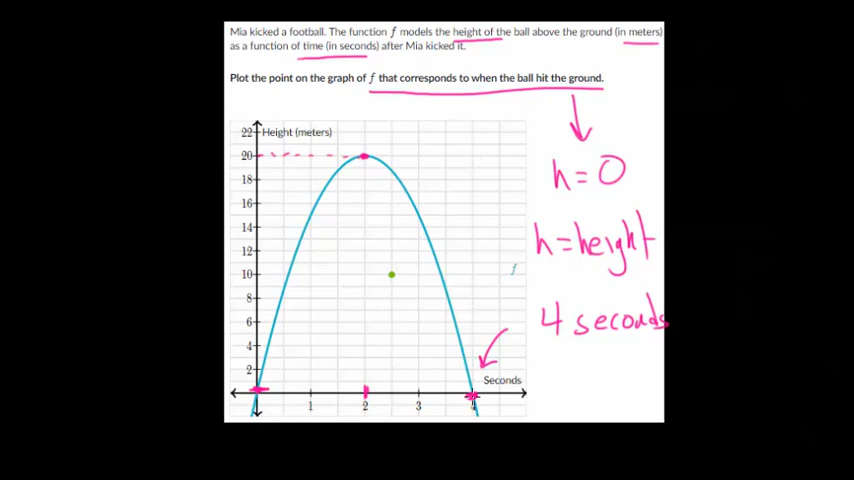 Mia kicked a football. The function f models the height of the ball above the ground (in meters)
as a function of time (in seconds) after Mia kicked it.
Plot the point on the graph of f that corresponds to when the ball hit the ground.
Height (meters)
22
20
18
16
14
12
10
8
6
4
2
f
Seconds
1
2
3
4
h=0
h=height
4 seconds